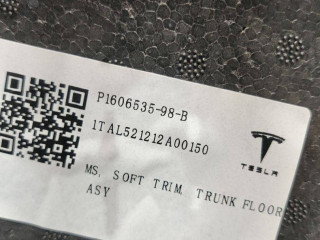 P1606535-98-B
1TAL521212A00150
TESLA
MS, SOFT TRIM, TRUNK FLOOR
ASY